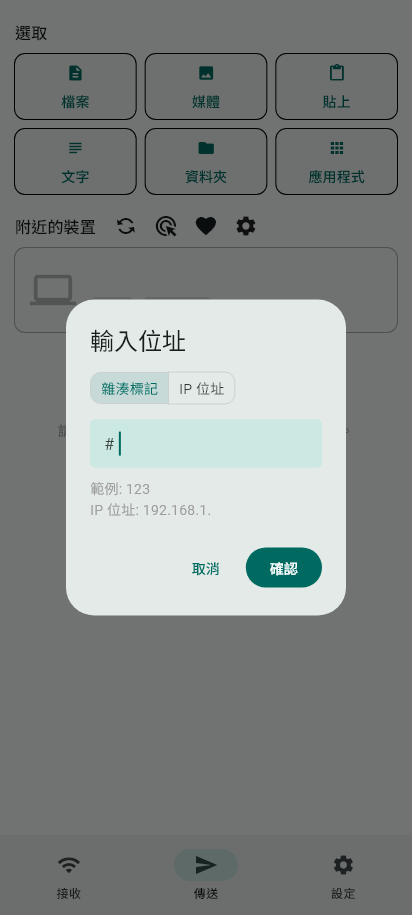 選取
檔案
媒體
貼上
文字
資料夾
應用程式
附近的裝置
輸入位址
雜湊標記
IP 位址
#
範例: 123
IP 位址: 192.168.1.
取消
確認
接收
傳送
設定